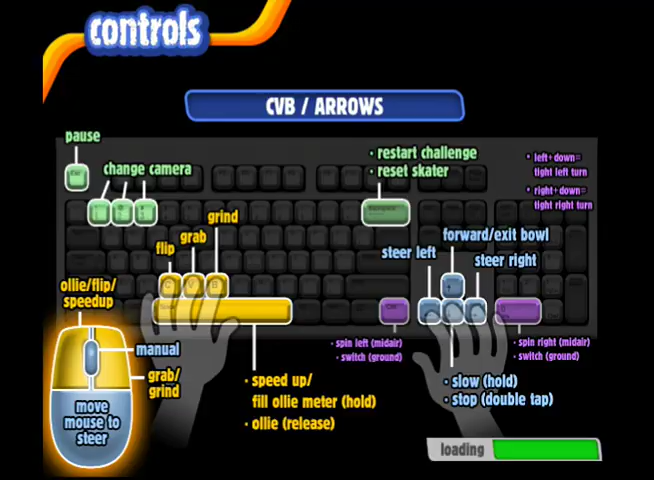 controls
CVB / ARROWS
pause
change camera
· restart challenge
· reset skater
· left+down=
tight left turn
· right+down=
tight right turn
grind
grab
flip
forward/exit bowl
steer left
steer right
ollie/flip/
speedup
C
V
B
manual
grab/
grind
move
mouse to
steer
· speed up/
fill ollie meter (hold)
· ollie (release)
· spin left (midair)
· switch (ground)
· spin right (midair)
· switch (ground)
· slow (hold)
· stop (double tap)
loading